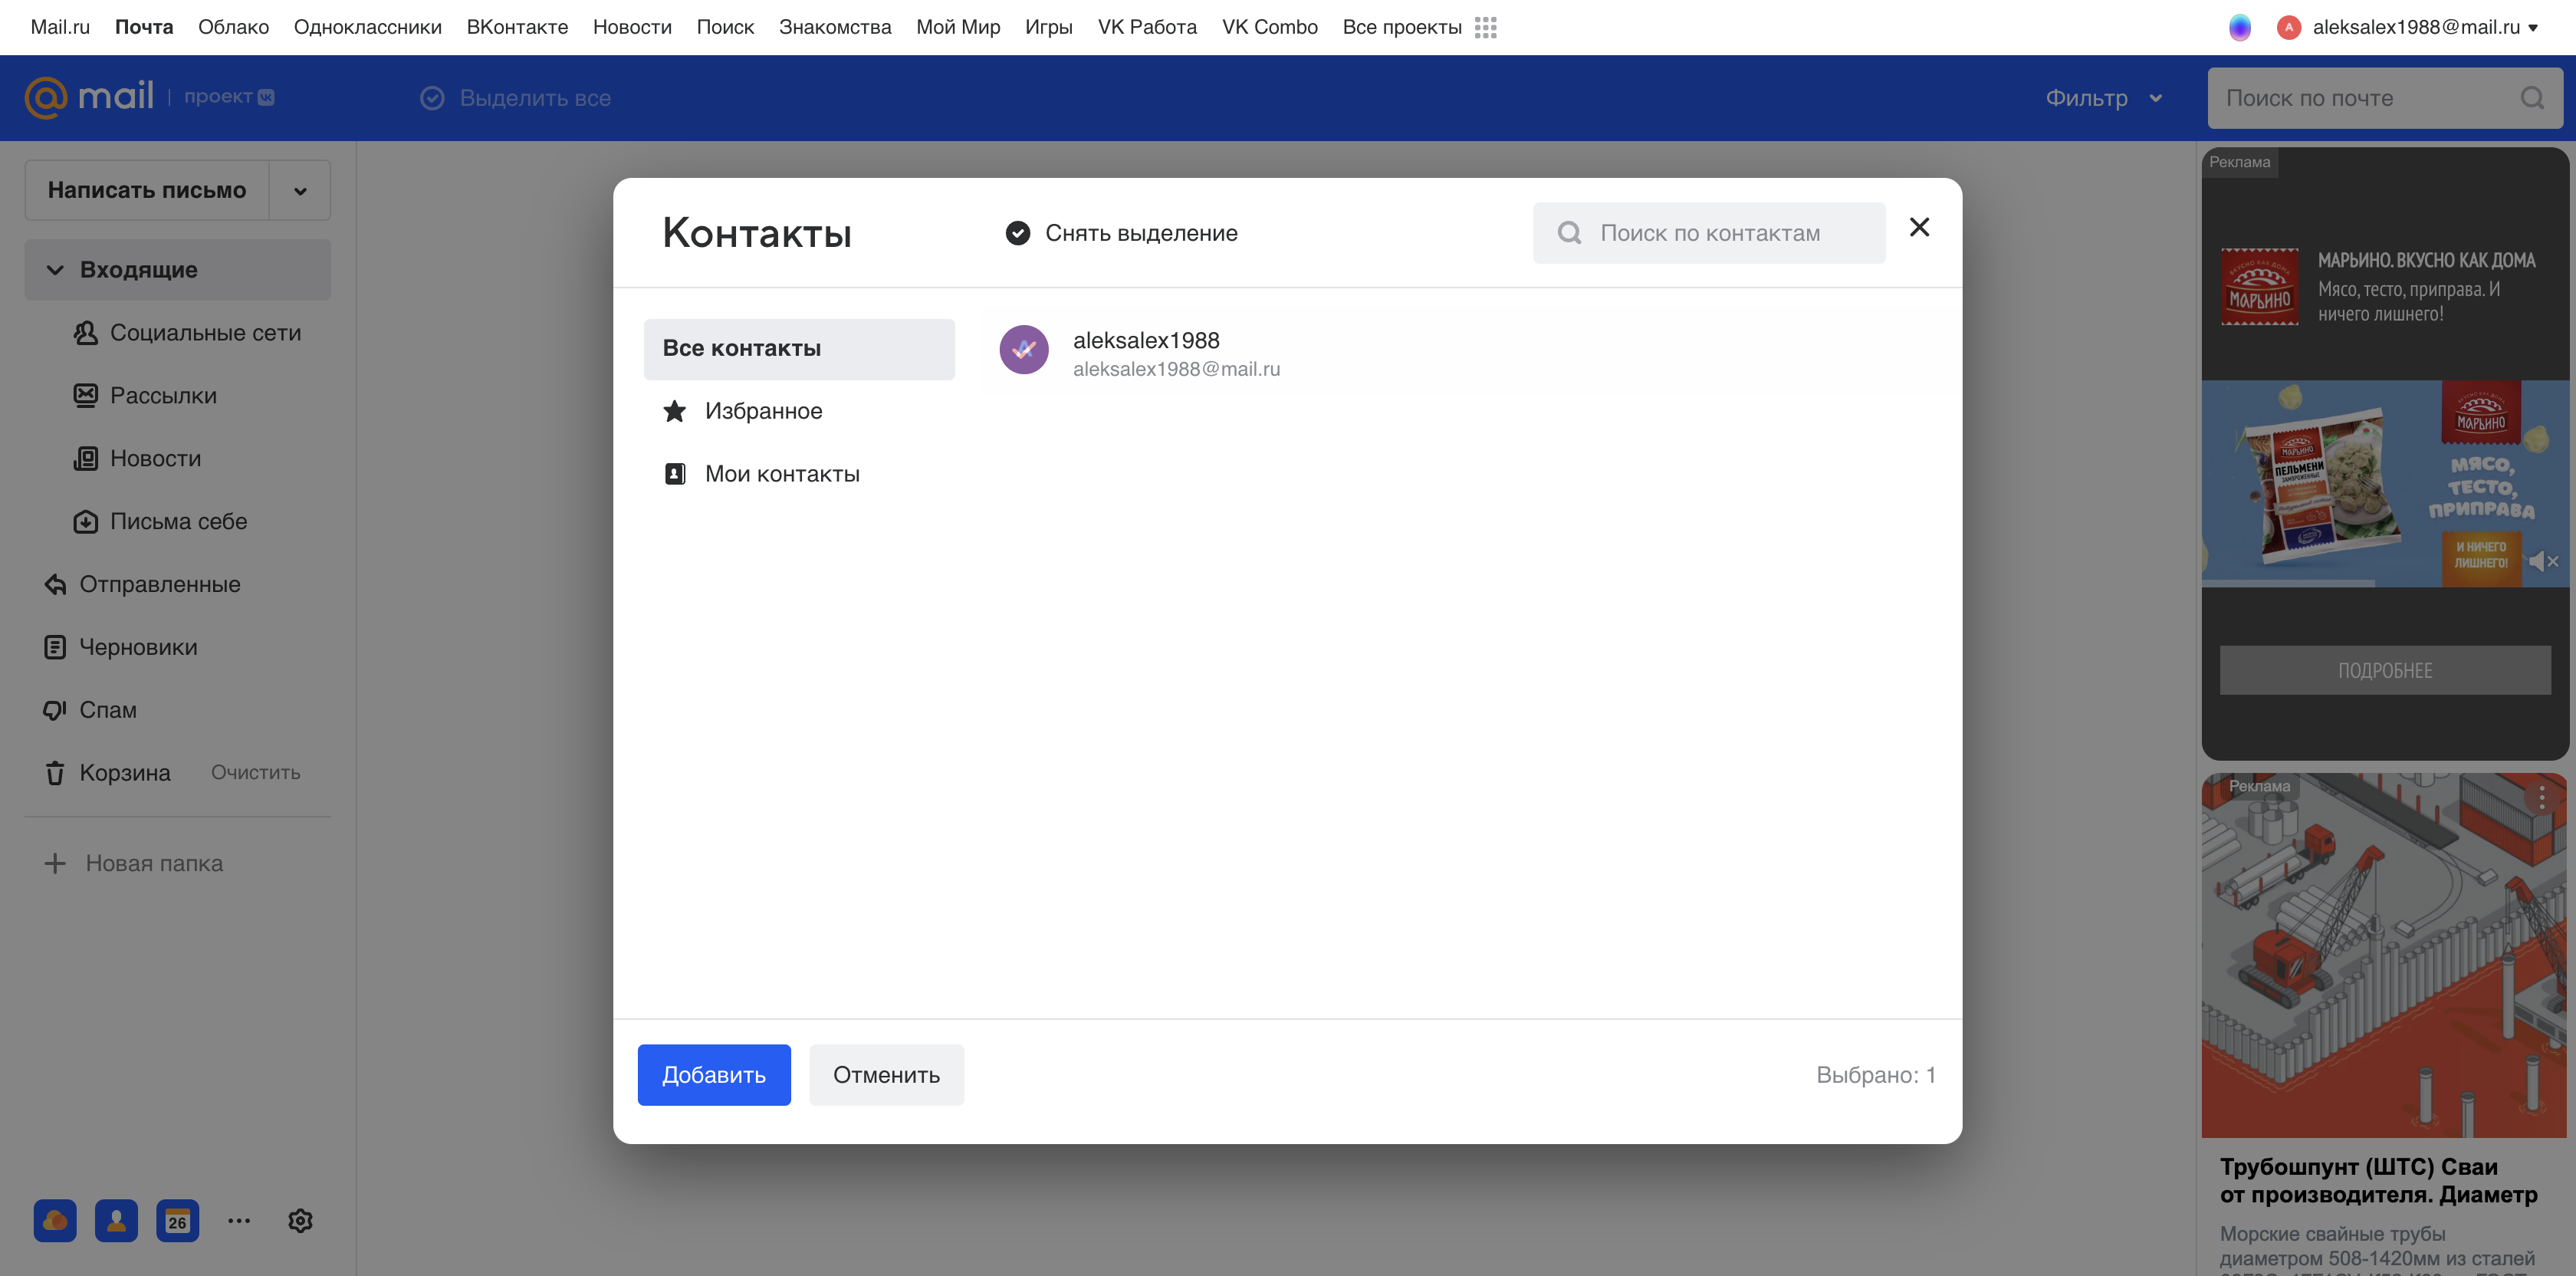 Mail.ru Почта Облако Одноклассники ВКонтакте Новости Поиск Знакомства Мой Мир Игры VK Работа VK Combo Все проекты
A aleksalex1988@mail.ru
@mail проект
Выделить все
Фильтр
Поиск по почте
Написать письмо
Входящие
Социальные сети
Рассылки
Новости
Письма себе
Отправленные
Черновики
Спам
Корзина Очистить
Новая папка
26
Контакты
Снять выделение
Поиск по контактам
Все контакты
Избранное
Мои контакты
aleksalex1988
aleksalex1988@mail.ru
Добавить
Отменить
Выбрано: 1
Реклама
ВКУСНО КАК ДОМА
МАРЬИНО
МАРЬИНО. ВКУСНО КАК ДОМА
Мясо, тесто, приправа. И
ничего лишнего!
МАРЬИНО
МАРЬИНО
ПЕЛЬМЕНИ
МЯСО,
ТЕСТО,
ПРИПРАВА
И НИЧЕГО
ЛИШНЕГО!
ПОДРОБНЕЕ
Реклама
Трубошпунт (ШТС) Сваи
от производителя. Диаметр
Морские свайные трубы
диаметром 508-1420мм из сталей